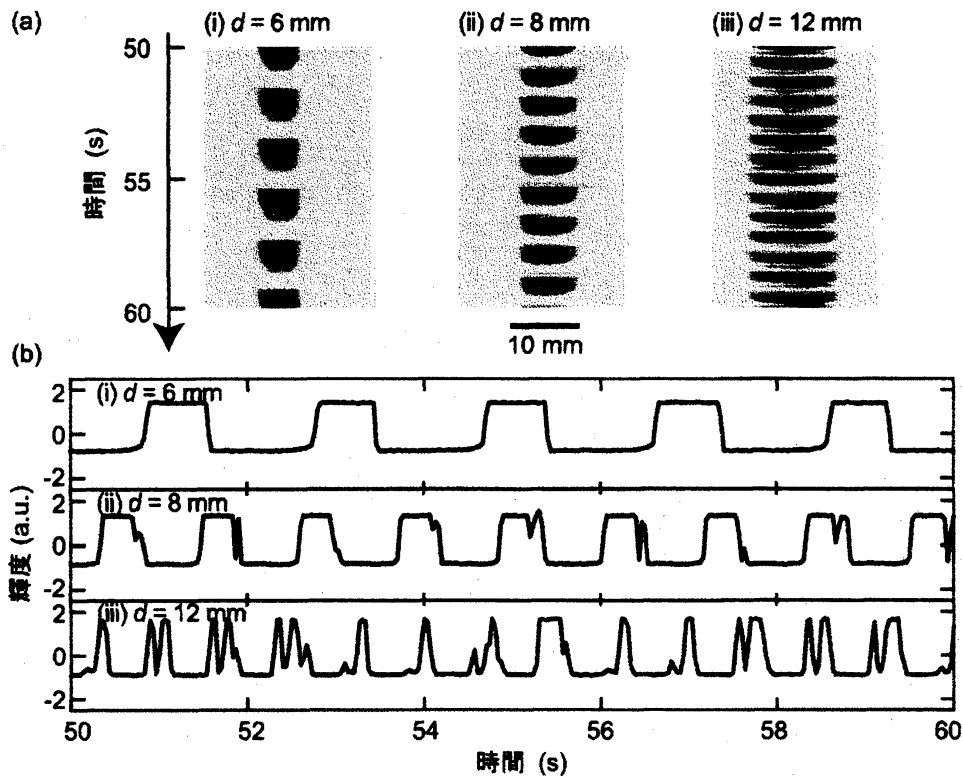 (a)
(i) d = 6 mm
(ii) d = 8 mm
(iii) d = 12 mm
50
55
60
時間 (s)
10 mm
(b)
(i) d = 6 mm
2
0
-2
(ii) d = 8 mm
2
0
-2
(iii) d = 12 mm
2
0
-2
輝度 (a.u.)
50
52
54
56
58
60
時間 (s)